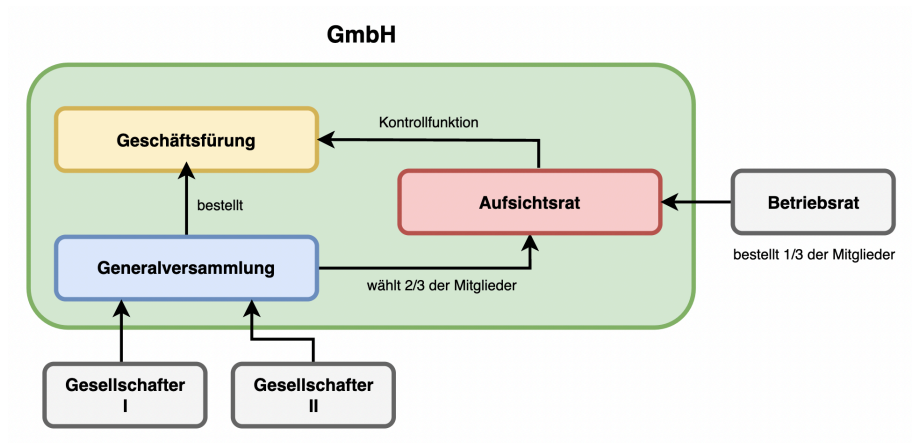 GmbH
Geschäftsfürung
Kontrollfunktion
Aufsichtsrat
Betriebsrat
bestellt
bestellt 1/3 der Mitglieder
Generalversammlung
wählt 2/3 der Mitglieder
Gesellschafter
I
Gesellschafter
II